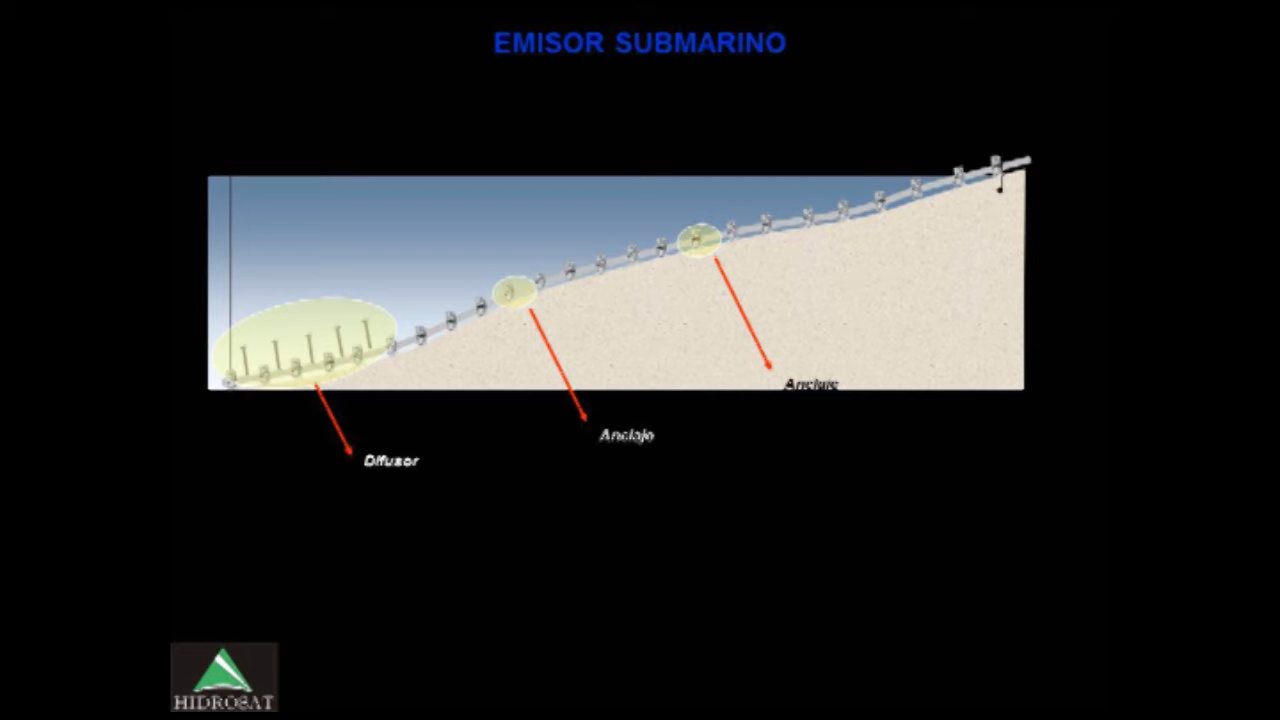 EMISOR SUBMARINO
Anclaje
Anclaje
Difusor
HIDROSAT